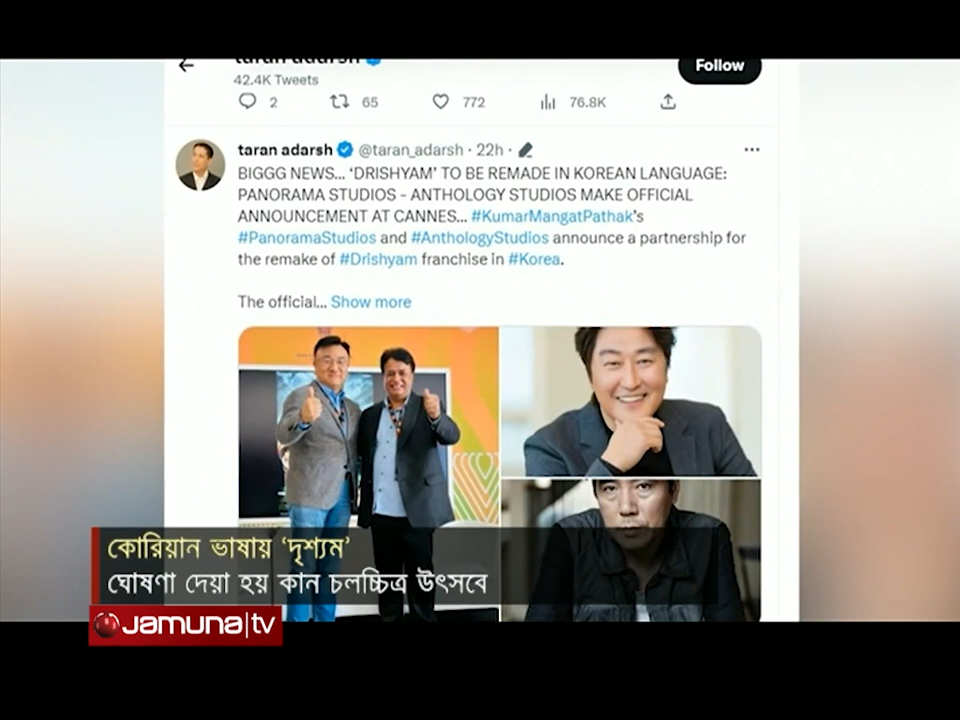 taran adarsh
42.4K Tweets
Follow
2 65 772 76.8K
taran adarsh @taran_adarsh · 22h ·
BIGGG NEWS... ‘DRISHYAM’ TO BE REMADE IN KOREAN LANGUAGE:
PANORAMA STUDIOS - ANTHOLOGY STUDIOS MAKE OFFICIAL
ANNOUNCEMENT AT CANNES... #KumarMangatPathak's
#PanoramaStudios and #AnthologyStudios announce a partnership for
the remake of #Drishyam franchise in #Korea.
The official... Show more
কোরিয়ান ভাষায় ‘দৃশ্যম’
ঘোষণা দেয়া হয় কান চলচ্চিত্র উৎসবে
Jamuna|tv